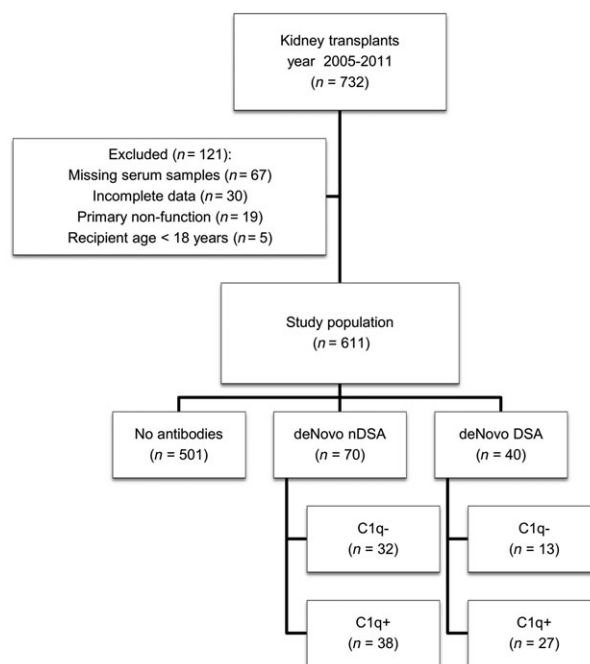 Kidney transplants
year 2005-2011
(n = 732)
Excluded (n = 121):
Missing serum samples (n = 67)
Incomplete data (n = 30)
Primary non-function (n = 19)
Recipient age < 18 years (n = 5)
Study population
(n = 611)
No antibodies
(n = 501)
deNovo nDSA
(n = 70)
deNovo DSA
(n = 40)
C1q-
(n = 32)
C1q-
(n = 13)
C1q+
(n = 38)
C1q+
(n = 27)